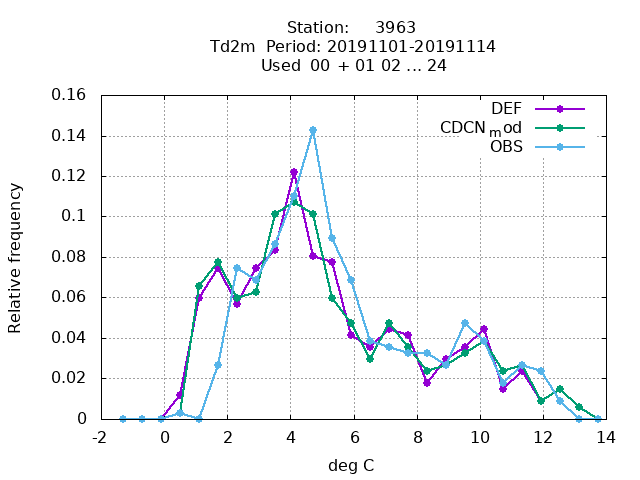 Station: 3963
Td2m Period: 20191101-20191114
Used 00 + 01 02 ... 24
DEF
CDCN_mod
OBS
0.16
0.14
0.12
0.1
0.08
0.06
0.04
0.02
0
Relative frequency
-2 0 2 4 6 8 10 12 14
deg C